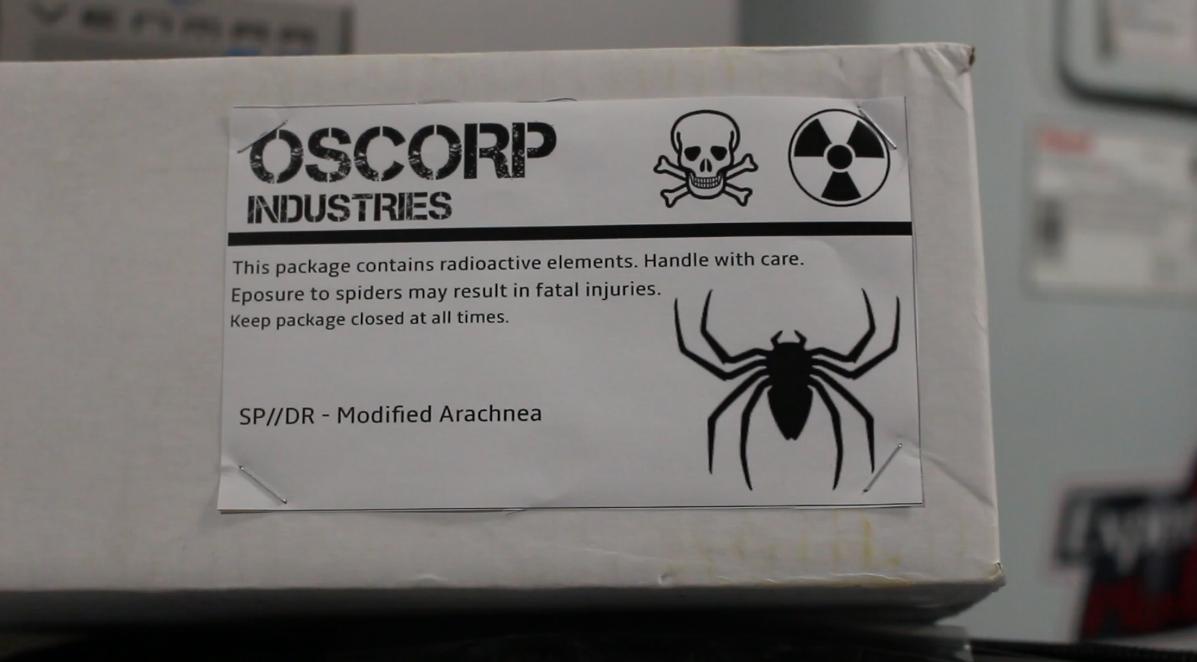 VENMAR
OSCORP
INDUSTRIES
This package contains radioactive elements. Handle with care.
Eposure to spiders may result in fatal injuries.
Keep package closed at all times.
SP//DR - Modified Arachnea